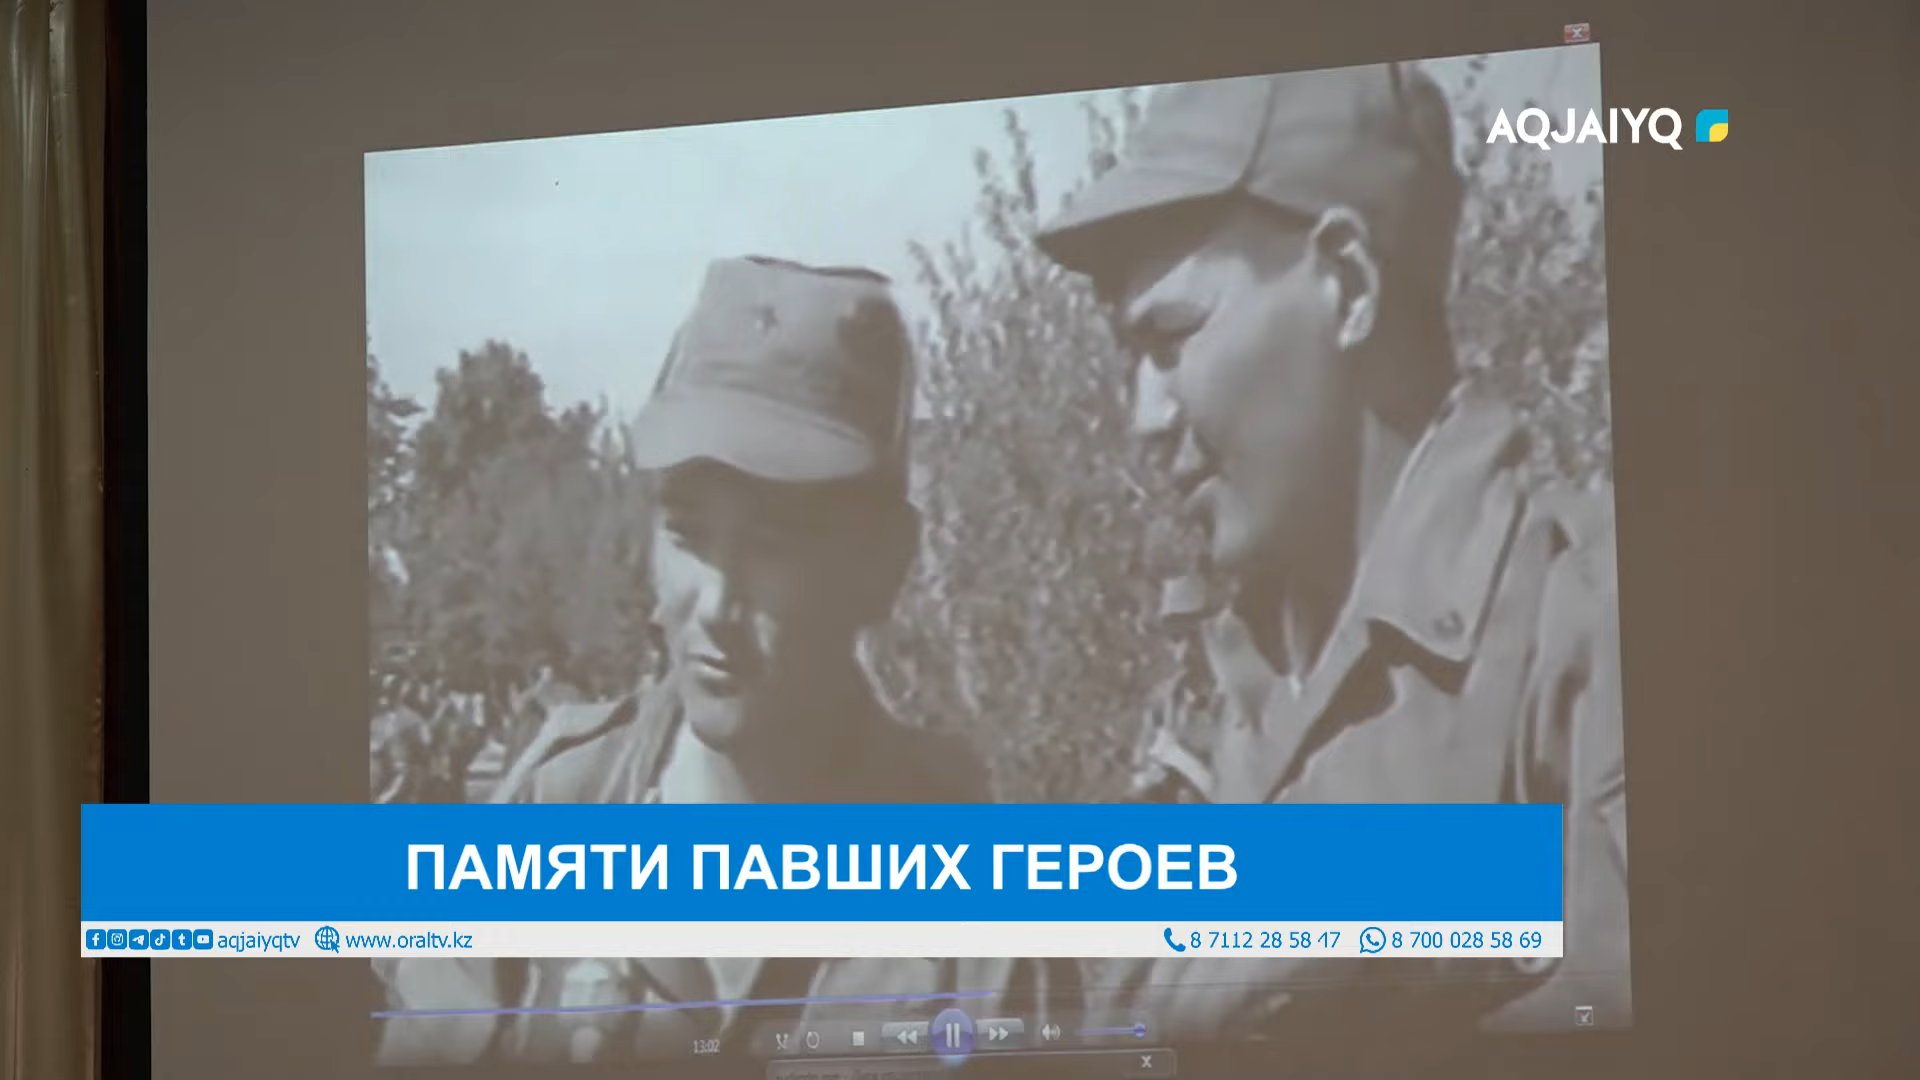 AQJAIYQ
ПАМЯТИ ПАВШИХ ГЕРОЕВ
aqjaiyqtv www.oraltv.kz 8 7112 28 58 17 8 700 028 58 69
13:02